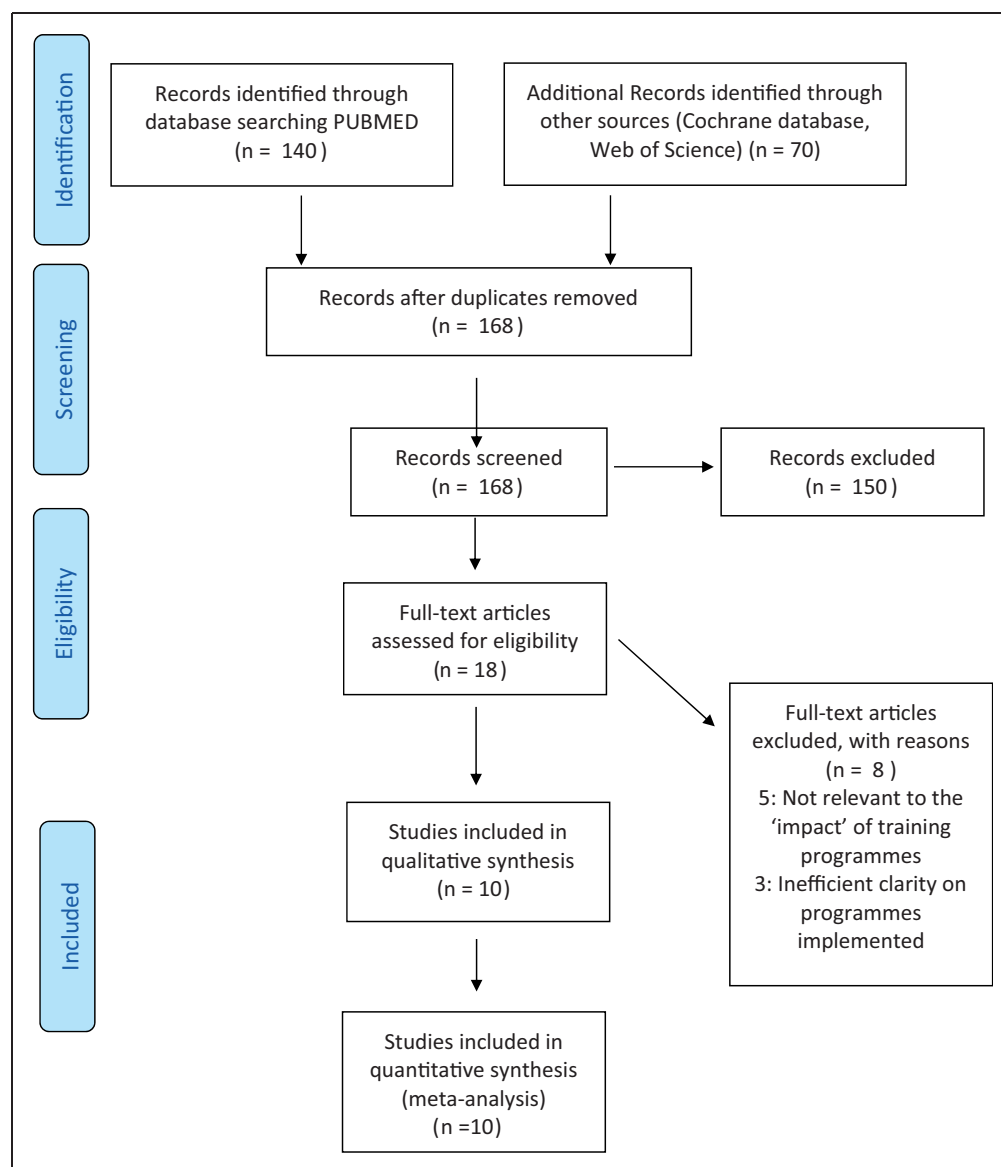 Identification
Records identified through
database searching PUBMED
(n = 140)
Additional Records identified through
other sources (Cochrane database,
Web of Science) (n = 70)
Screening
Records after duplicates removed
(n = 168)
Records screened
(n = 168)
Records excluded
(n = 150)
Eligibility
Full-text articles
assessed for eligibility
(n = 18)
Full-text articles
excluded, with reasons
(n = 8)
5: Not relevant to the
‘impact’ of training
programmes
3: Inefficient clarity on
programmes
implemented
Included
Studies included in
qualitative synthesis
(n = 10)
Studies included in
quantitative synthesis
(meta-analysis)
(n =10)